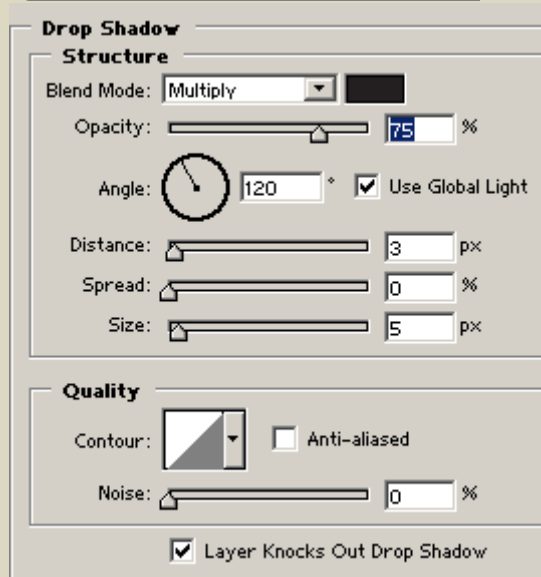 Drop Shadow
Structure
Blend Mode: Multiply
Opacity: 75 %
Angle: 120 ° Use Global Light
Distance: 3 px
Spread: 0 %
Size: 5 px
Quality
Contour: Anti-aliased
Noise: 0 %
Layer Knocks Out Drop Shadow